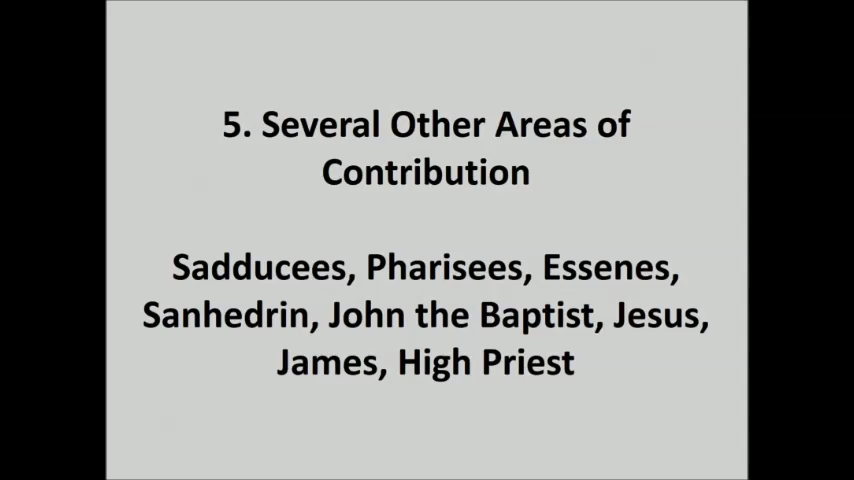 5. Several Other Areas of
Contribution
Sadducees, Pharisees, Essenes,
Sanhedrin, John the Baptist, Jesus,
James, High Priest